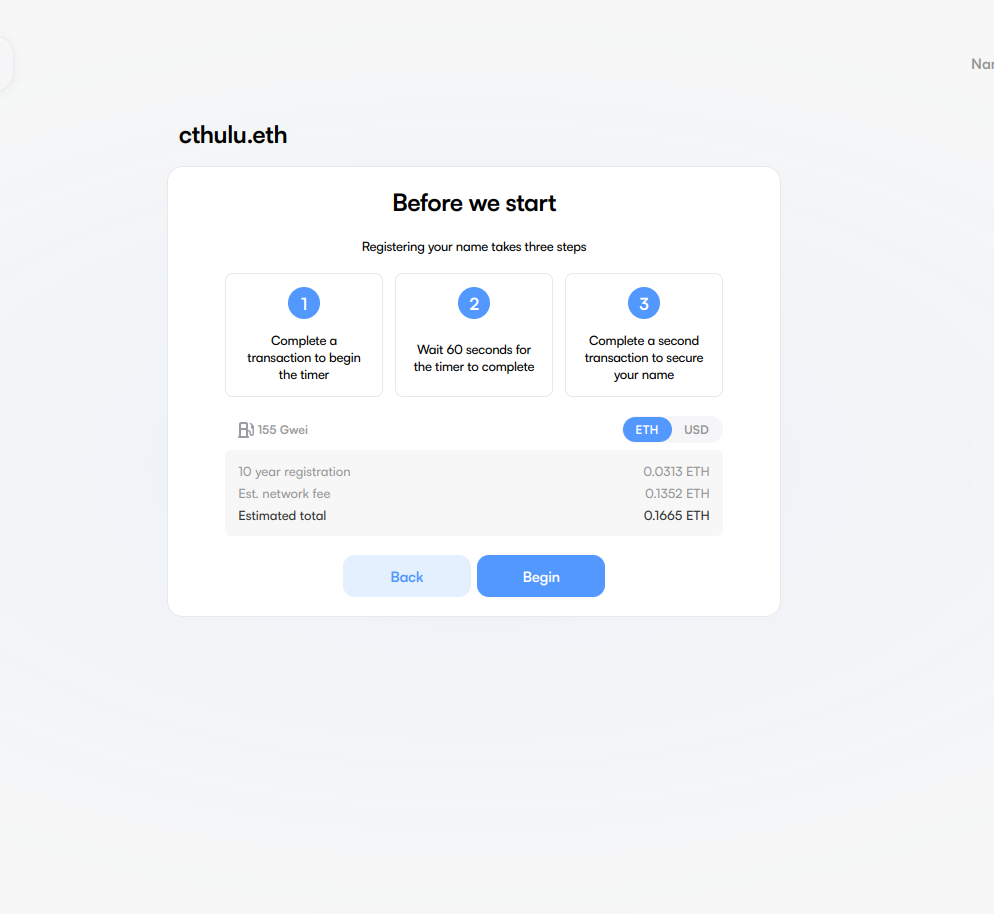 Nar
cthulu.eth
Before we start
Registering your name takes three steps
1
Complete a
transaction to begin
the timer
2
Wait 60 seconds for
the timer to complete
3
Complete a second
transaction to secure
your name
155 Gwei
ETH USD
10 year registration 0.0313 ETH
Est. network fee 0.1352 ETH
Estimated total 0.1665 ETH
Back Begin